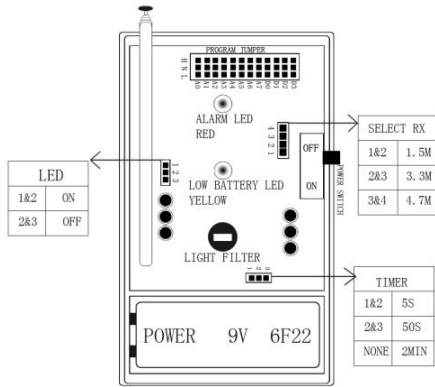 PROGRAM JUMPER
H N L
A0 A1 A2 A3 A4 A5 A6 A7 D0 D1 D2 D3
ALARM LED
RED
4 3 2 1
OFF
ON
POWER SWITCH
SELECT RX
1&2 1.5M
2&3 3.3M
3&4 4.7M
LED
1&2 ON
2&3 OFF
1 2 3
LOW BATTERY LED
YELLOW
LIGHT FILTER
1 2 3
TIMER
1&2 5S
2&3 50S
NONE 2MIN
POWER 9V 6F22